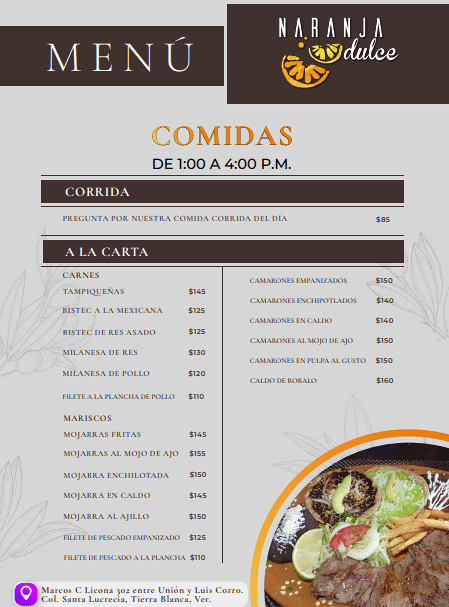 MENÚ
NARANJA
dulce
COMIDAS
DE 1:00 A 4:00 P.M.
CORRIDA
PREGUNTA POR NUESTRA COMIDA CORRIDA DEL DÍA $85
A LA CARTA
CARNES
TAMPIQUEÑAS $145
BISTEC A LA MEXICANA $125
BISTEC DE RES ASADO $125
MILANESA DE RES $130
MILANESA DE POLLO $120
FILETE A LA PLANCHA DE POLLO $110
MARISCOS
MOJARRAS FRITAS $145
MOJARRAS AL MOJO DE AJO $155
MOJARRA ENCHILOTADA $150
MOJARRA EN CALDO $145
MOJARRA AL AJILLO $150
FILETE DE PESCADO EMPANIZADO $125
FILETE DE PESCADO A LA PLANCHA $110
CAMARONES EMPANIZADOS $150
CAMARONES ENCHIPOTLADOS $140
CAMARONES EN CALDO $140
CAMARONES AL MOJO DE AJO $150
CAMARONES EN PULPA AL GUSTO $150
CALDO DE ROBALO $160
Marcos C Licona 302 entre Unión y Luis Corro.
Col. Santa Lucrecia, Tierra Blanca, Ver.